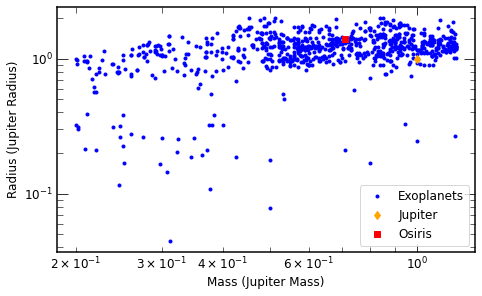 Radius (Jupiter Radius)
10⁰
10⁻¹
Exoplanets
Jupiter
Osiris
2 × 10⁻¹ 3 × 10⁻¹ 4 × 10⁻¹ 6 × 10⁻¹ 10⁰
Mass (Jupiter Mass)